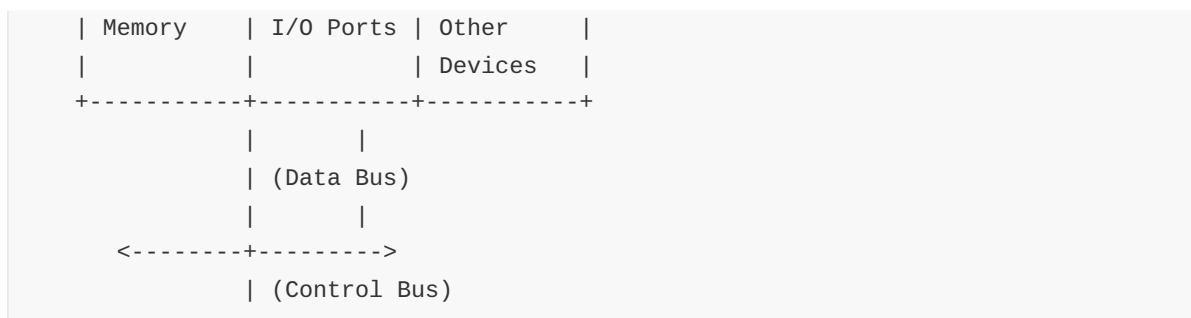 | Memory    | I/O Ports | Other     |
|           |           | Devices   |
+-----------+-----------+-----------+
            |       |
            | (Data Bus)
            |       |
   <--------+--------->
            | (Control Bus)